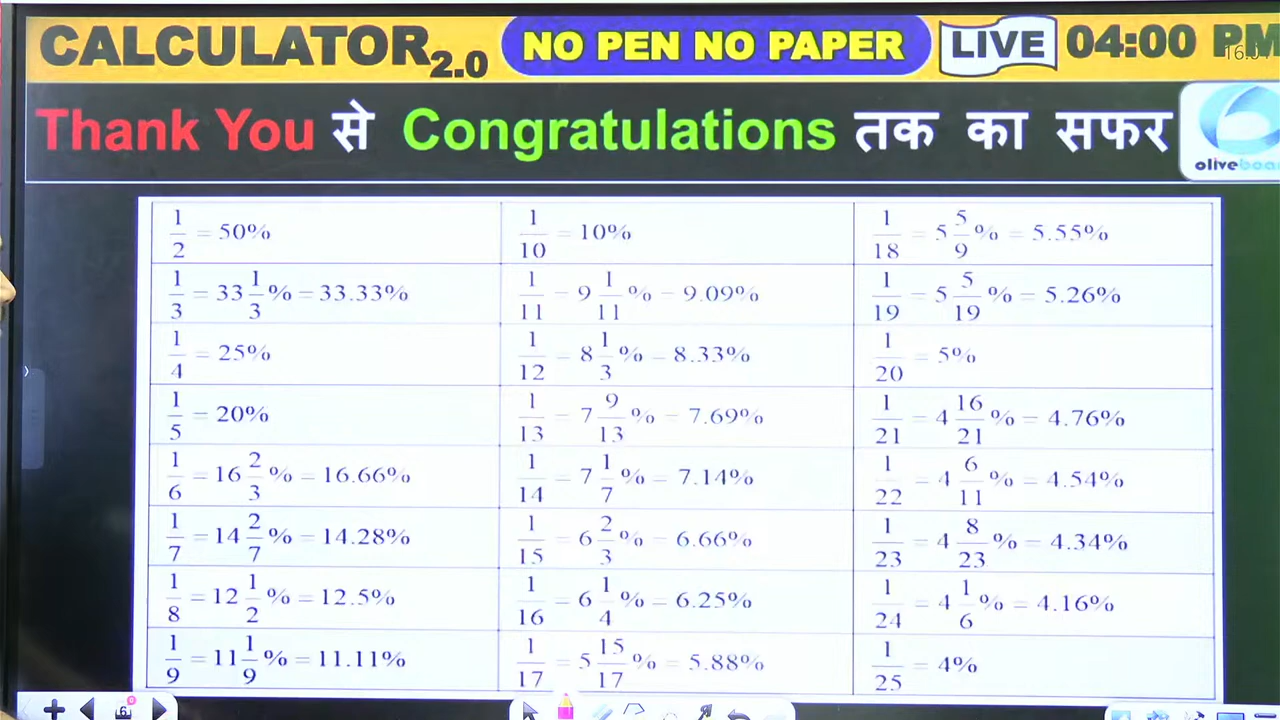 CALCULATOR 2.0 NO PEN NO PAPER LIVE 04:00 PM
Thank You से Congratulations तक का सफर
oliveboa
1/2 = 50%
1/3 = 33 1/3% = 33.33%
1/4 = 25%
1/5 = 20%
1/6 = 16 2/3% = 16.66%
1/7 = 14 2/7% = 14.28%
1/8 = 12 1/2% = 12.5%
1/9 = 11 1/9% = 11.11%
1/10 = 10%
1/11 = 9 1/11% = 9.09%
1/12 = 8 1/3% = 8.33%
1/13 = 7 9/13% = 7.69%
1/14 = 7 1/7% = 7.14%
1/15 = 6 2/3% = 6.66%
1/16 = 6 1/4% = 6.25%
1/17 = 5 15/17% = 5.88%
1/18 = 5 5/9% = 5.55%
1/19 = 5 5/19% = 5.26%
1/20 = 5%
1/21 = 4 16/21% = 4.76%
1/22 = 4 6/11% = 4.54%
1/23 = 4 8/23% = 4.34%
1/24 = 4 1/6% = 4.16%
1/25 = 4%